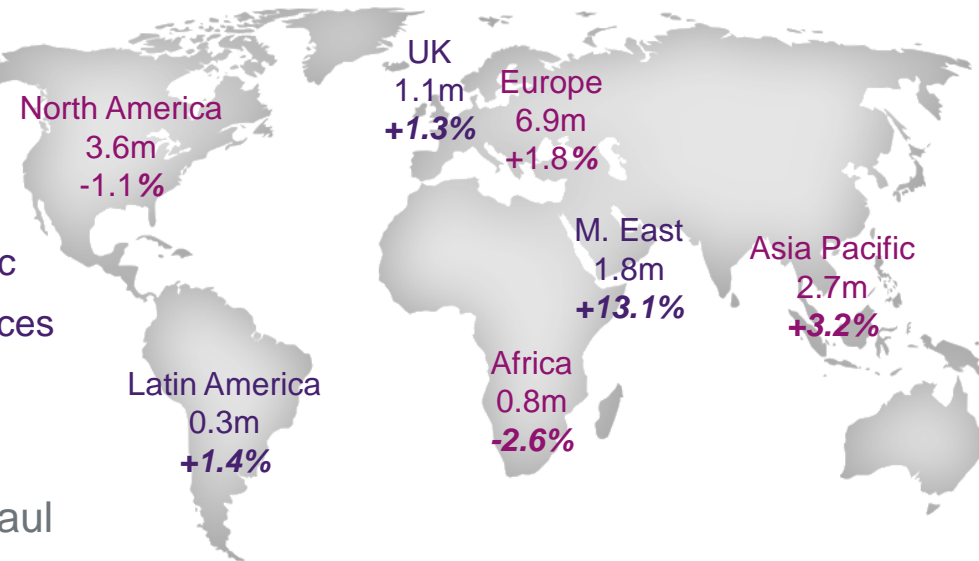 UK
1.1m
+1.3%
Europe
6.9m
+1.8%
North America
3.6m
-1.1%
M. East
1.8m
+13.1%
Asia Pacific
2.7m
+3.2%
c
ces
Africa
0.8m
-2.6%
Latin America
0.3m
+1.4%
aul